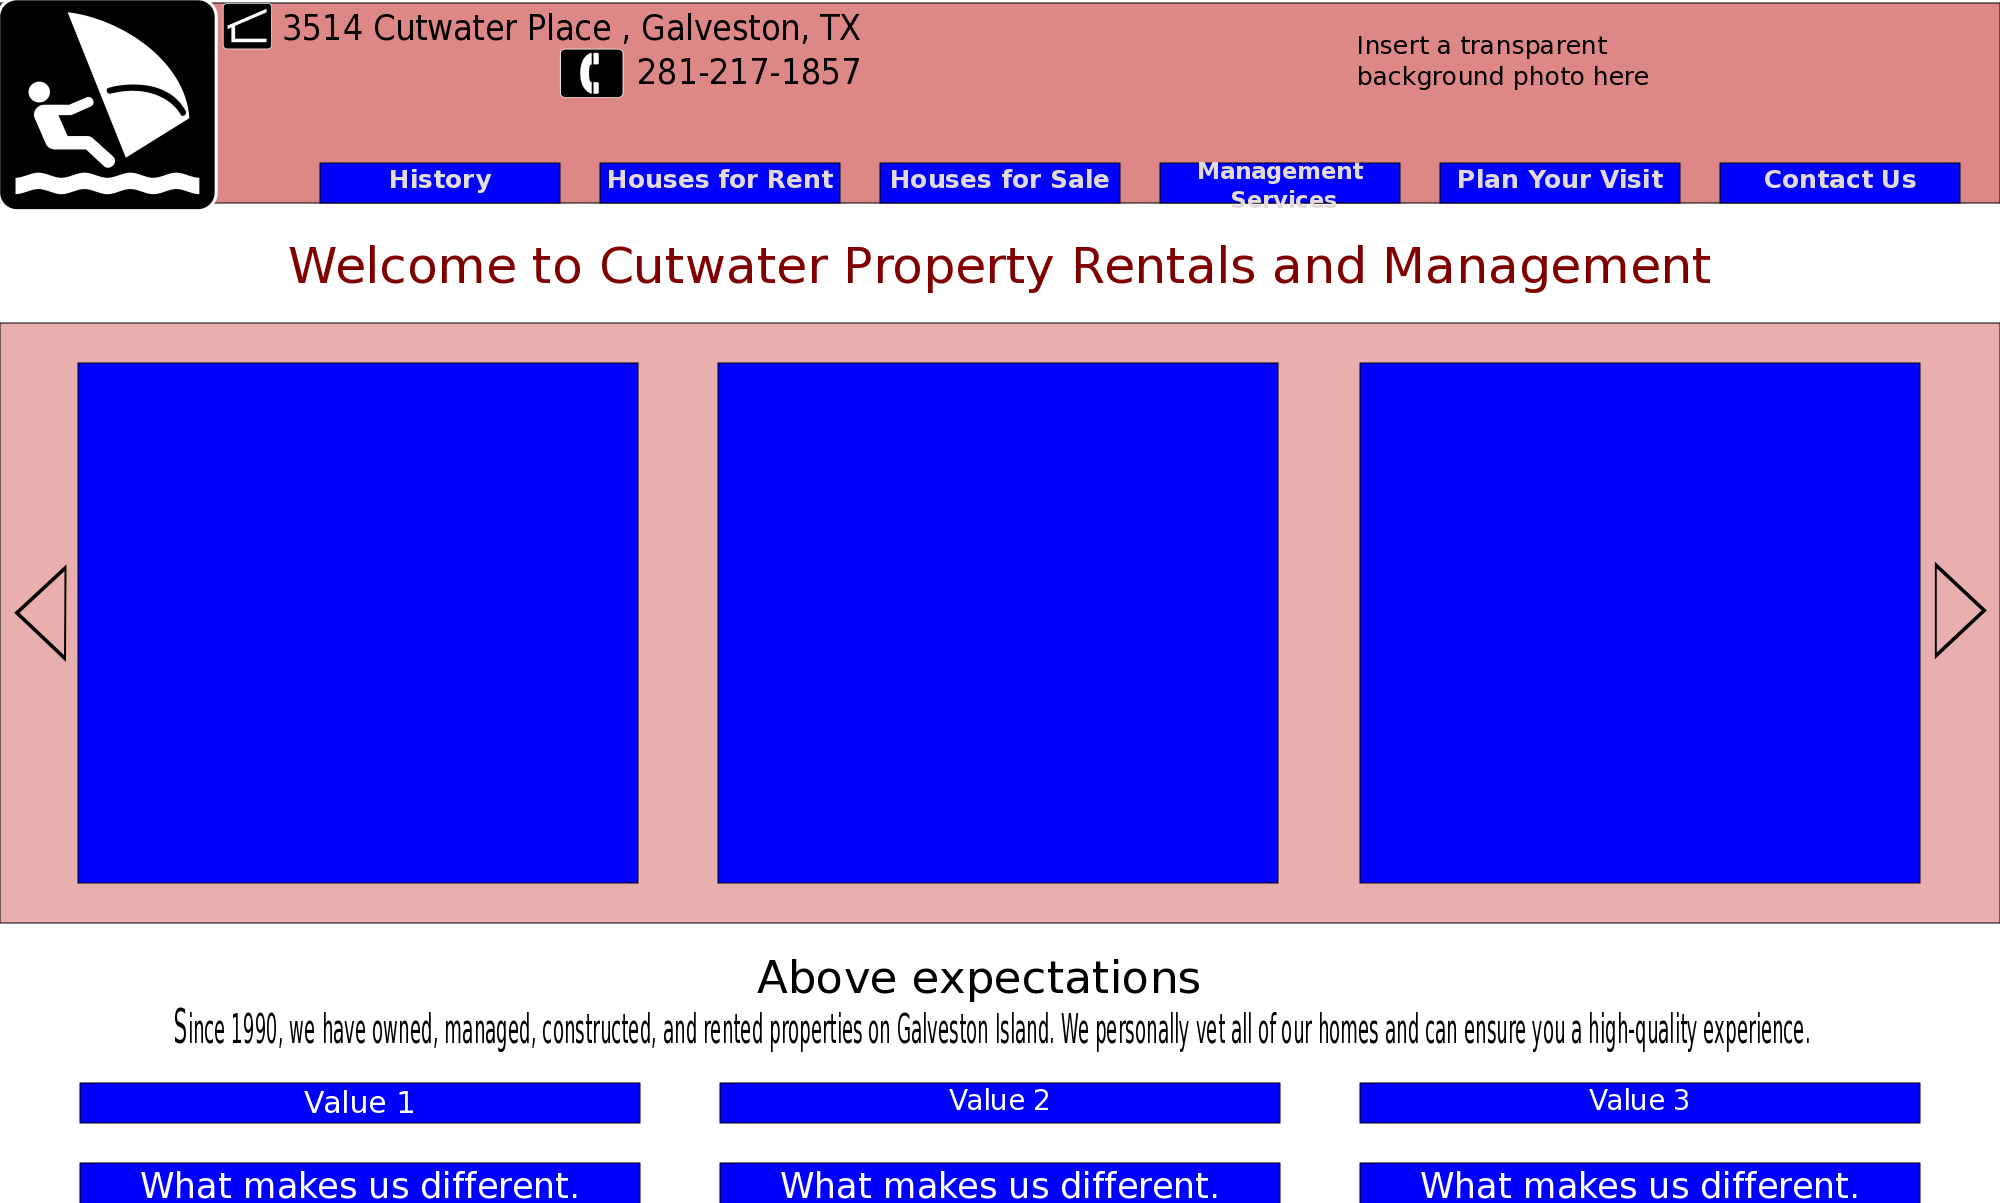 3514 Cutwater Place , Galveston, TX
281-217-1857
Insert a transparent
background photo here
History
Houses for Rent
Houses for Sale
Management
Services
Plan Your Visit
Contact Us
Welcome to Cutwater Property Rentals and Management
Above expectations
Since 1990, we have owned, managed, constructed, and rented properties on Galveston Island. We personally vet all of our homes and can ensure you a high-quality experience.
Value 1
Value 2
Value 3
What makes us different.
What makes us different.
What makes us different.